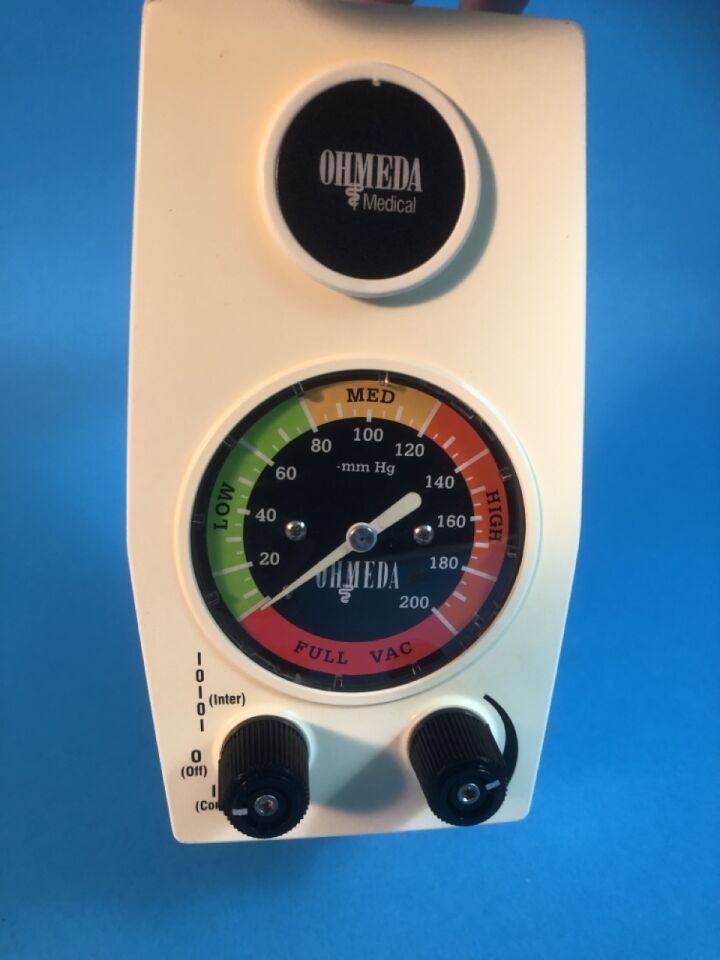 OHMEDA
Medical
MED
80 100 120
-mm Hg
60 140
LOW 40 160 HIGH
20 180
OHMEDA
200
FULL VAC
I
O
I
O
I
(Inter)
O
(Off)
I